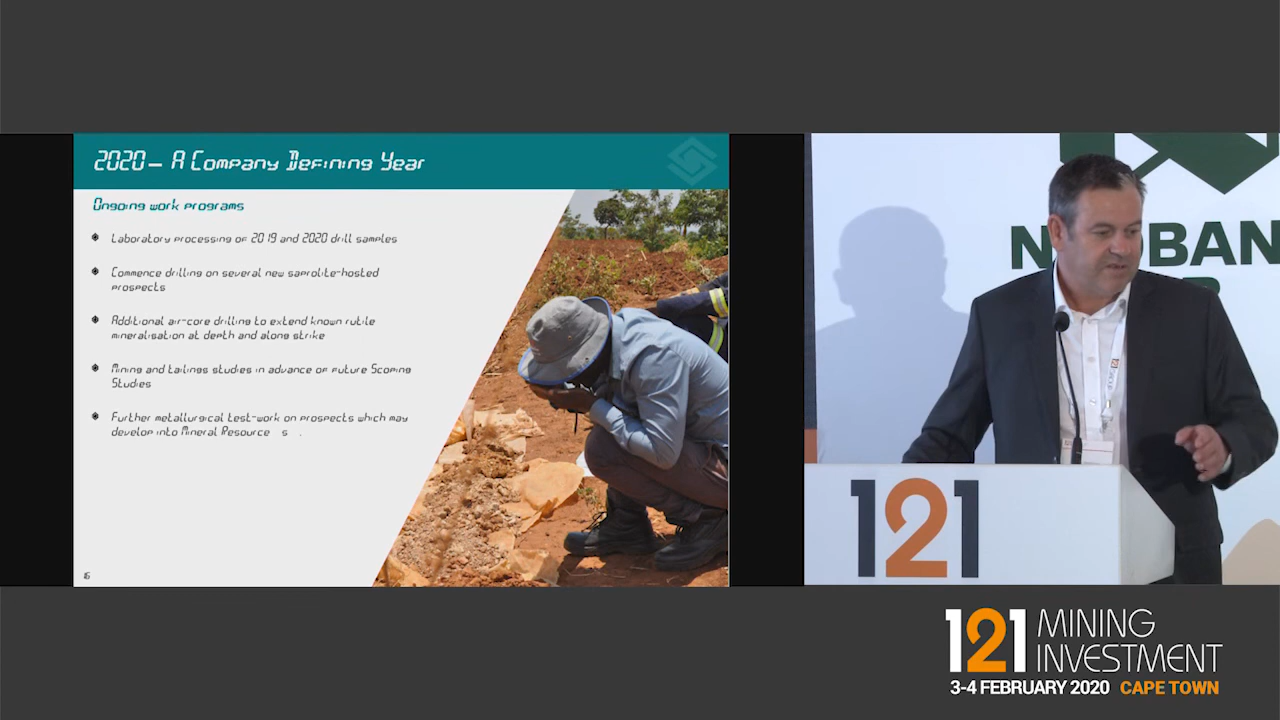 2020 – A Company Defining Year
Ongoing work programs
Laboratory processing of 2019 and 2020 drill samples
Commence drilling on several new saprolite-hosted
prospects
Additional air-core drilling to extend known rutile
mineralisation at depth and along strike
Mining and tailings studies in advance of future Scoping
Studies
Further metallurgical test-work on prospects which may
develop into Mineral Resource s .
16
121
121 MINING
INVESTMENT
3-4 FEBRUARY 2020 CAPE TOWN